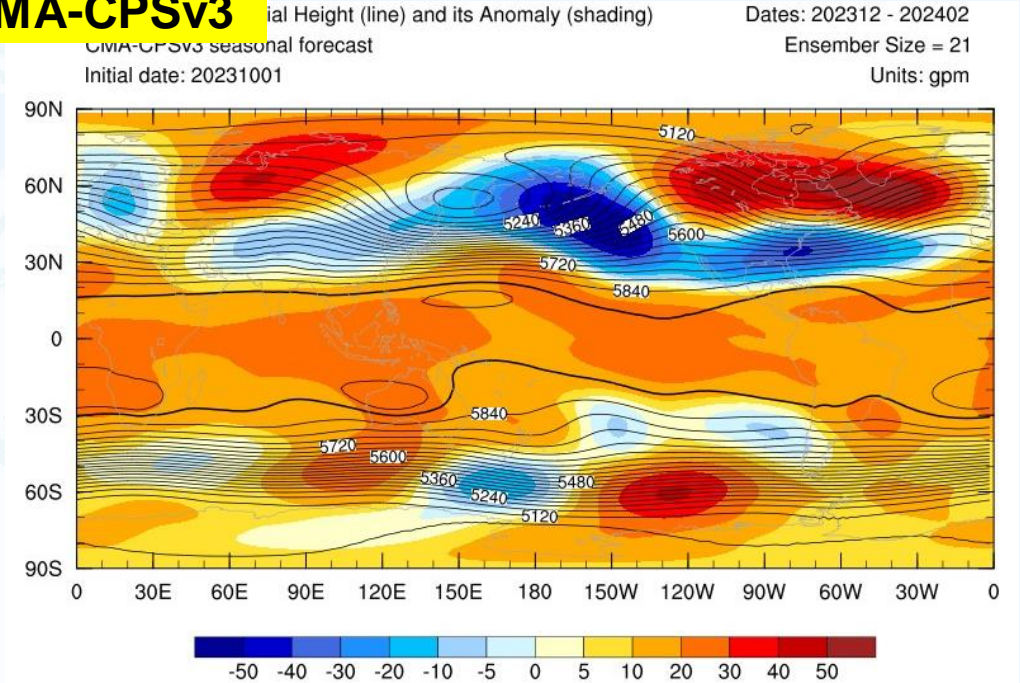 MA-CPSv3
ial Height (line) and its Anomaly (shading)
Dates: 202312 - 202402
CMA-CPSv3 seasonal forecast
Ensember Size = 21
Initial date: 20231001
Units: gpm
90N
60N
30N
0
30S
60S
90S
5120
5240
5360
5480
5600
5720
5840
5840
5720
5600
5360
5240
5480
5120
0 30E 60E 90E 120E 150E 180 150W 120W 90W 60W 30W 0
-50 -40 -30 -20 -10 -5 0 5 10 20 30 40 50